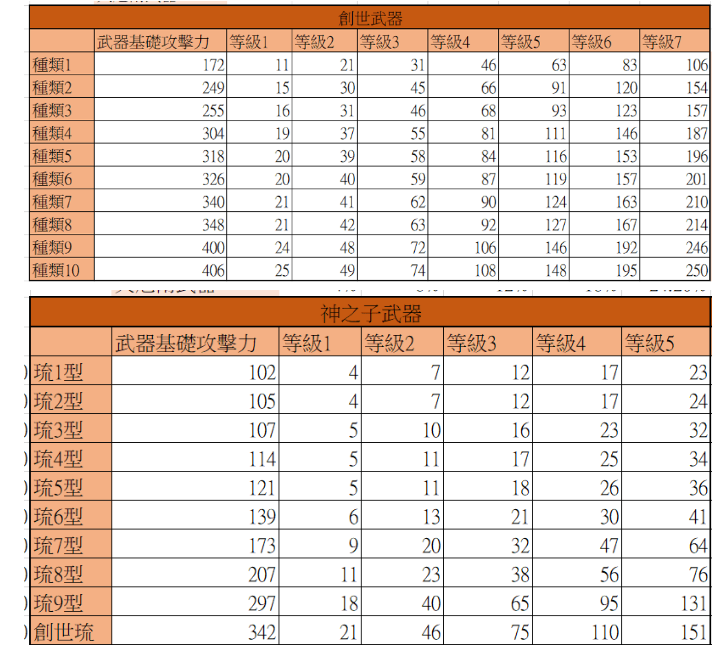 創世武器
武器基礎攻擊力 等級1 等級2 等級3 等級4 等級5 等級6 等級7
種類1 172 11 21 31 46 63 83 106
種類2 249 15 30 45 66 91 120 154
種類3 255 16 31 46 68 93 123 157
種類4 304 19 37 55 81 111 146 187
種類5 318 20 39 58 84 116 153 196
種類6 326 20 40 59 87 119 157 201
種類7 340 21 41 62 90 124 163 210
種類8 348 21 42 63 92 127 167 214
種類9 400 24 48 72 106 146 192 246
種類10 406 25 49 74 108 148 195 250
神之子武器
武器基礎攻擊力 等級1 等級2 等級3 等級4 等級5
琉1型 102 4 7 12 17 23
琉2型 105 4 7 12 17 24
琉3型 107 5 10 16 23 32
琉4型 114 5 11 17 25 34
琉5型 121 5 11 18 26 36
琉6型 139 6 13 21 30 41
琉7型 173 9 20 32 47 64
琉8型 207 11 23 38 56 76
琉9型 297 18 40 65 95 131
創世琉 342 21 46 75 110 151